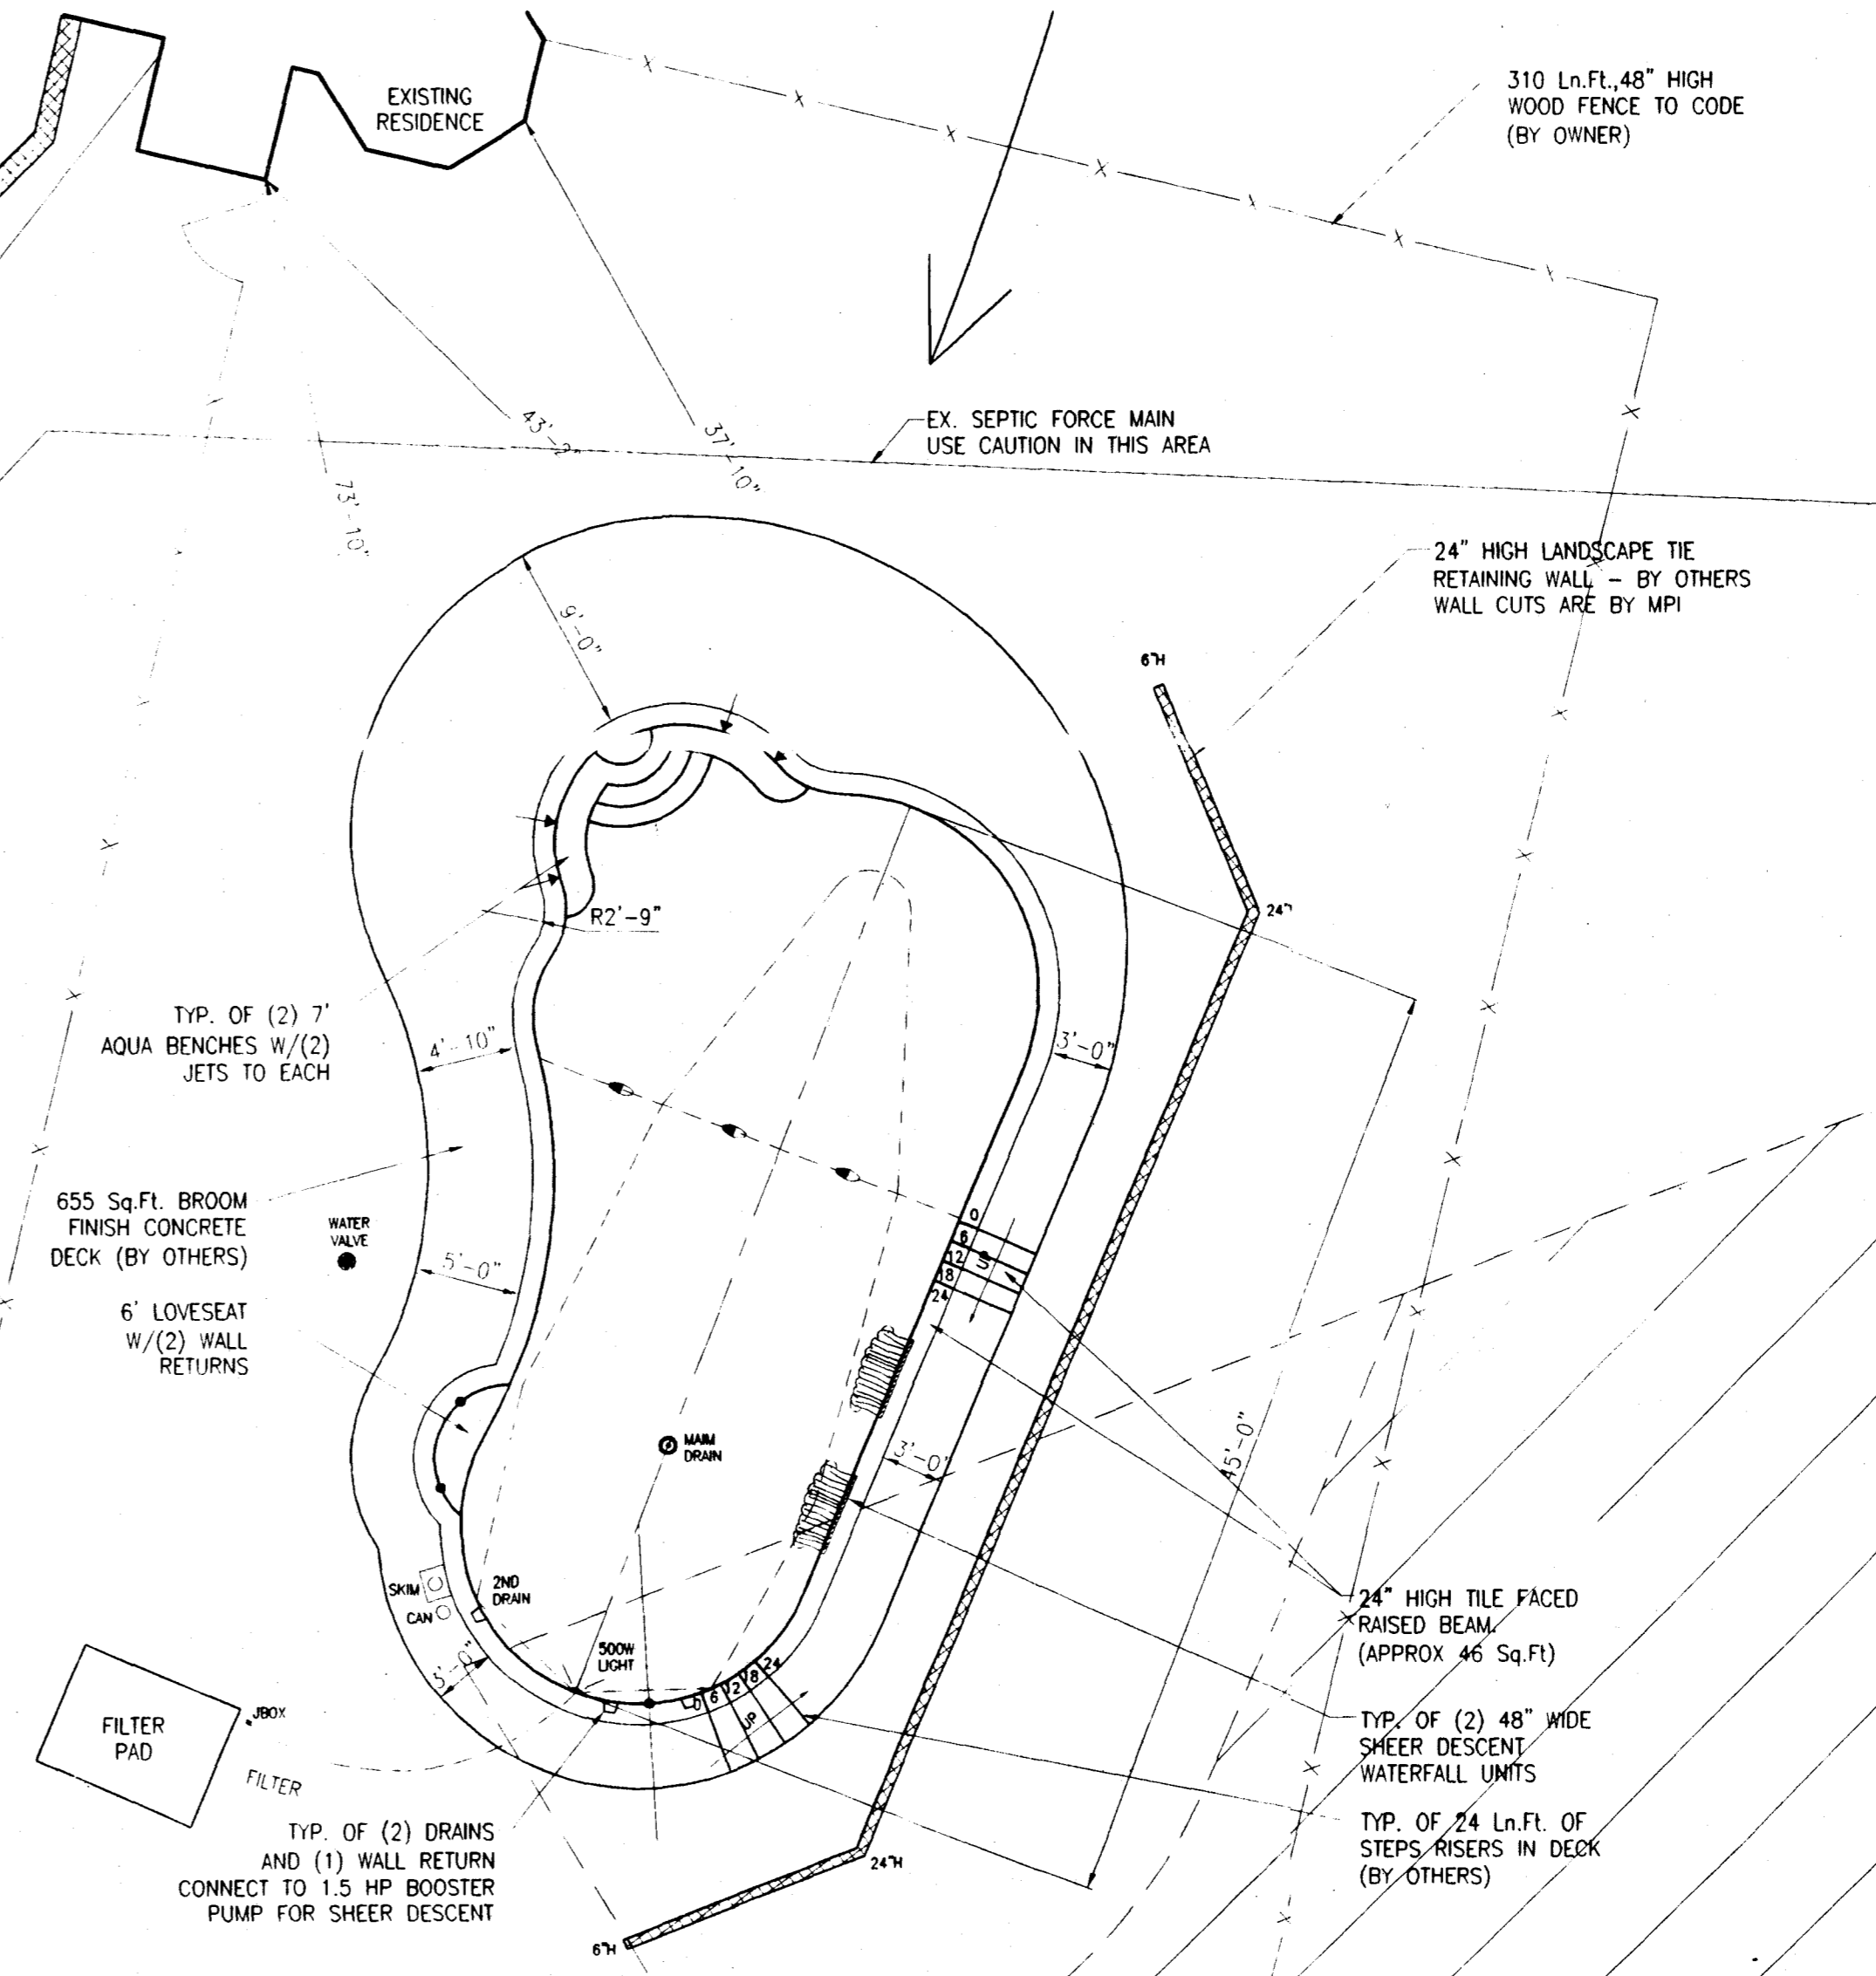 EXISTING
RESIDENCE
310 Ln.Ft.,48" HIGH
WOOD FENCE TO CODE
(BY OWNER)
43'-2"
37'-10"
73'-10"
EX. SEPTIC FORCE MAIN
USE CAUTION IN THIS AREA
24" HIGH LANDSCAPE TIE
RETAINING WALL – BY OTHERS
WALL CUTS ARE BY MPI
9'-0"
6"H
24"
R2'-9"
TYP. OF (2) 7'
AQUA BENCHES W/(2)
JETS TO EACH
4'-10"
3'-0"
655 Sq.Ft. BROOM
FINISH CONCRETE
DECK (BY OTHERS)
WATER
VALVE
5'-0"
0
6
12
18
24
6' LOVESEAT
W/(2) WALL
RETURNS
MAIM
DRAIN
3'-0"
45'-0"
SKIM
CAN
2ND
DRAIN
500W
LIGHT
3'-0"
0
6
12
18
24
UP
24" HIGH TILE FACED
RAISED BEAM.
(APPROX 46 Sq.Ft)
FILTER
PAD
JBOX
FILTER
TYP. OF (2) 48" WIDE
SHEER DESCENT
WATERFALL UNITS
TYP. OF 24 Ln.Ft. OF
STEPS RISERS IN DECK
(BY OTHERS)
TYP. OF (2) DRAINS
AND (1) WALL RETURN
CONNECT TO 1.5 HP BOOSTER
PUMP FOR SHEER DESCENT
24"H
6"H